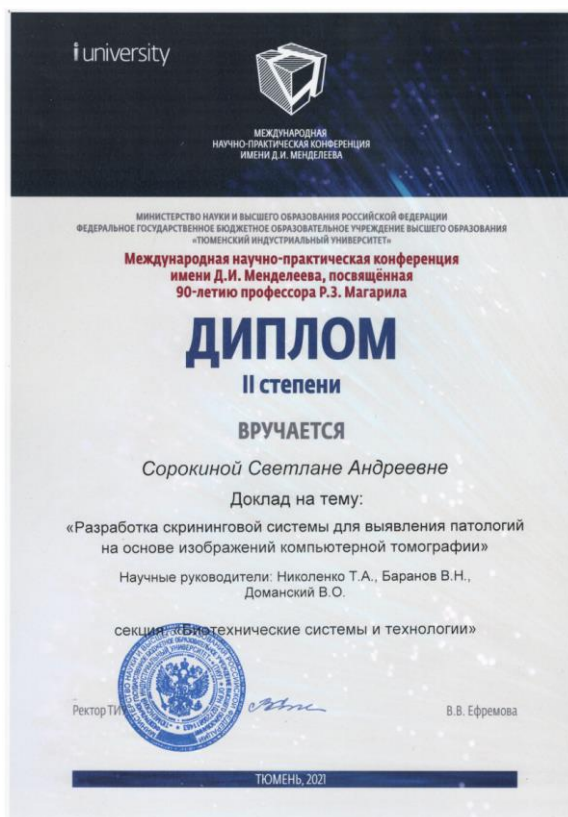 i university
МЕЖДУНАРОДНАЯ
НАУЧНО-ПРАКТИЧЕСКАЯ КОНФЕРЕНЦИЯ
ИМЕНИ Д.И. МЕНДЕЛЕЕВА
МИНИСТЕРСТВО НАУКИ И ВЫСШЕГО ОБРАЗОВАНИЯ РОССИЙСКОЙ ФЕДЕРАЦИИ
ФЕДЕРАЛЬНОЕ ГОСУДАРСТВЕННОЕ БЮДЖЕТНОЕ ОБРАЗОВАТЕЛЬНОЕ УЧРЕЖДЕНИЕ ВЫСШЕГО ОБРАЗОВАНИЯ
«ТЮМЕНСКИЙ ИНДУСТРИАЛЬНЫЙ УНИВЕРСИТЕТ»
Международная научно-практическая конференция
имени Д.И. Менделеева, посвящённая
90-летию профессора Р.З. Магарила
ДИПЛОМ
II степени
ВРУЧАЕТСЯ
Сорокиной Светлане Андреевне
Доклад на тему:
«Разработка скрининговой системы для выявления патологий
на основе изображений компьютерной томографии»
Научные руководители: Николенко Т.А., Баранов В.Н.,
Доманский В.О.
секция: «Биотехнические системы и технологии»
Ректор
В.В. Ефремова
ТЮМЕНЬ, 2021